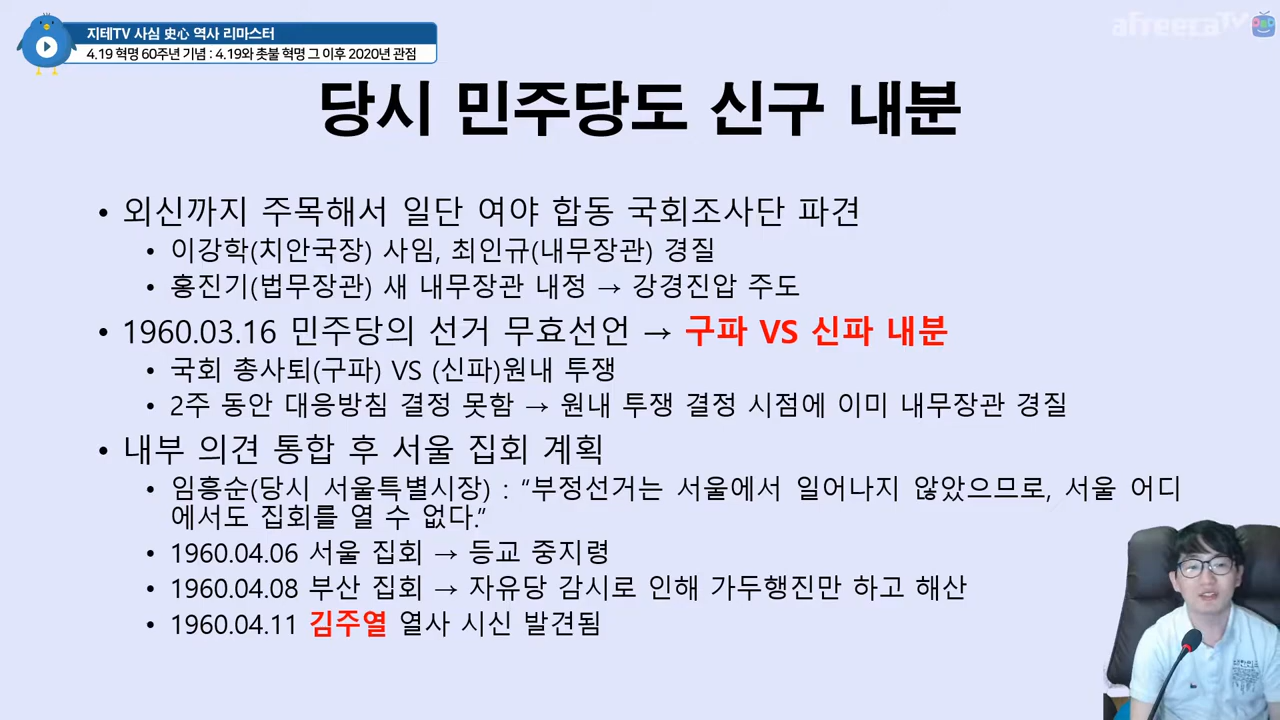 지테TV 사심 史心 역사 리마스터
4.19 혁명 60주년 기념 : 4.19와 촛불 혁명 그 이후 2020년 관점
afreecaTV
당시 민주당도 신구 내분
• 외신까지 주목해서 일단 여야 합동 국회조사단 파견
• 이강학(치안국장) 사임, 최인규(내무장관) 경질
• 홍진기(법무장관) 새 내무장관 내정 → 강경진압 주도
• 1960.03.16 민주당의 선거 무효선언 → 구파 VS 신파 내분
• 국회 총사퇴(구파) VS (신파)원내 투쟁
• 2주 동안 대응방침 결정 못함 → 원내 투쟁 결정 시점에 이미 내무장관 경질
• 내부 의견 통합 후 서울 집회 계획
• 임흥순(당시 서울특별시장) : “부정선거는 서울에서 일어나지 않았으므로, 서울 어디
에서도 집회를 열 수 없다.”
• 1960.04.06 서울 집회 → 등교 중지령
• 1960.04.08 부산 집회 → 자유당 감시로 인해 가두행진만 하고 해산
• 1960.04.11 김주열 열사 시신 발견됨